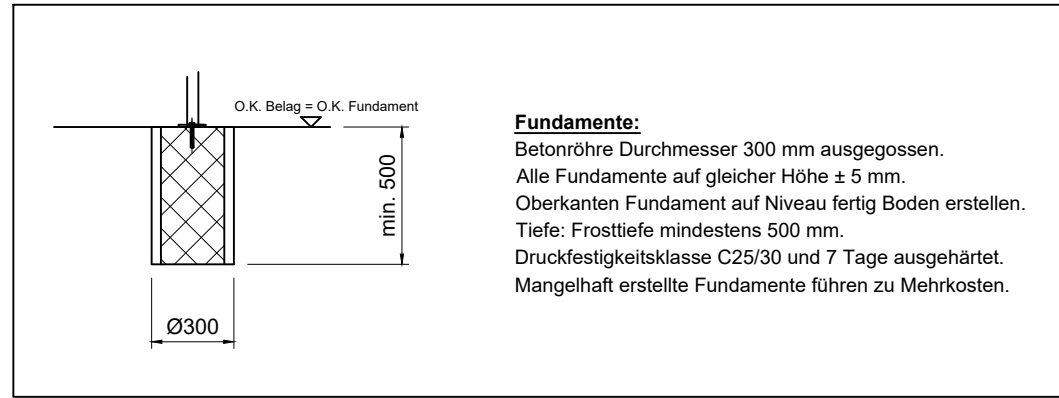 O.K. Belag = O.K. Fundament
min. 500
Ø300
Fundamente:
Betonröhre Durchmesser 300 mm ausgegossen.
Alle Fundamente auf gleicher Höhe ± 5 mm.
Oberkanten Fundament auf Niveau fertig Boden erstellen.
Tiefe: Frosttiefe mindestens 500 mm.
Druckfestigkeitsklasse C25/30 und 7 Tage ausgehärtet.
Mangelhaft erstellte Fundamente führen zu Mehrkosten.